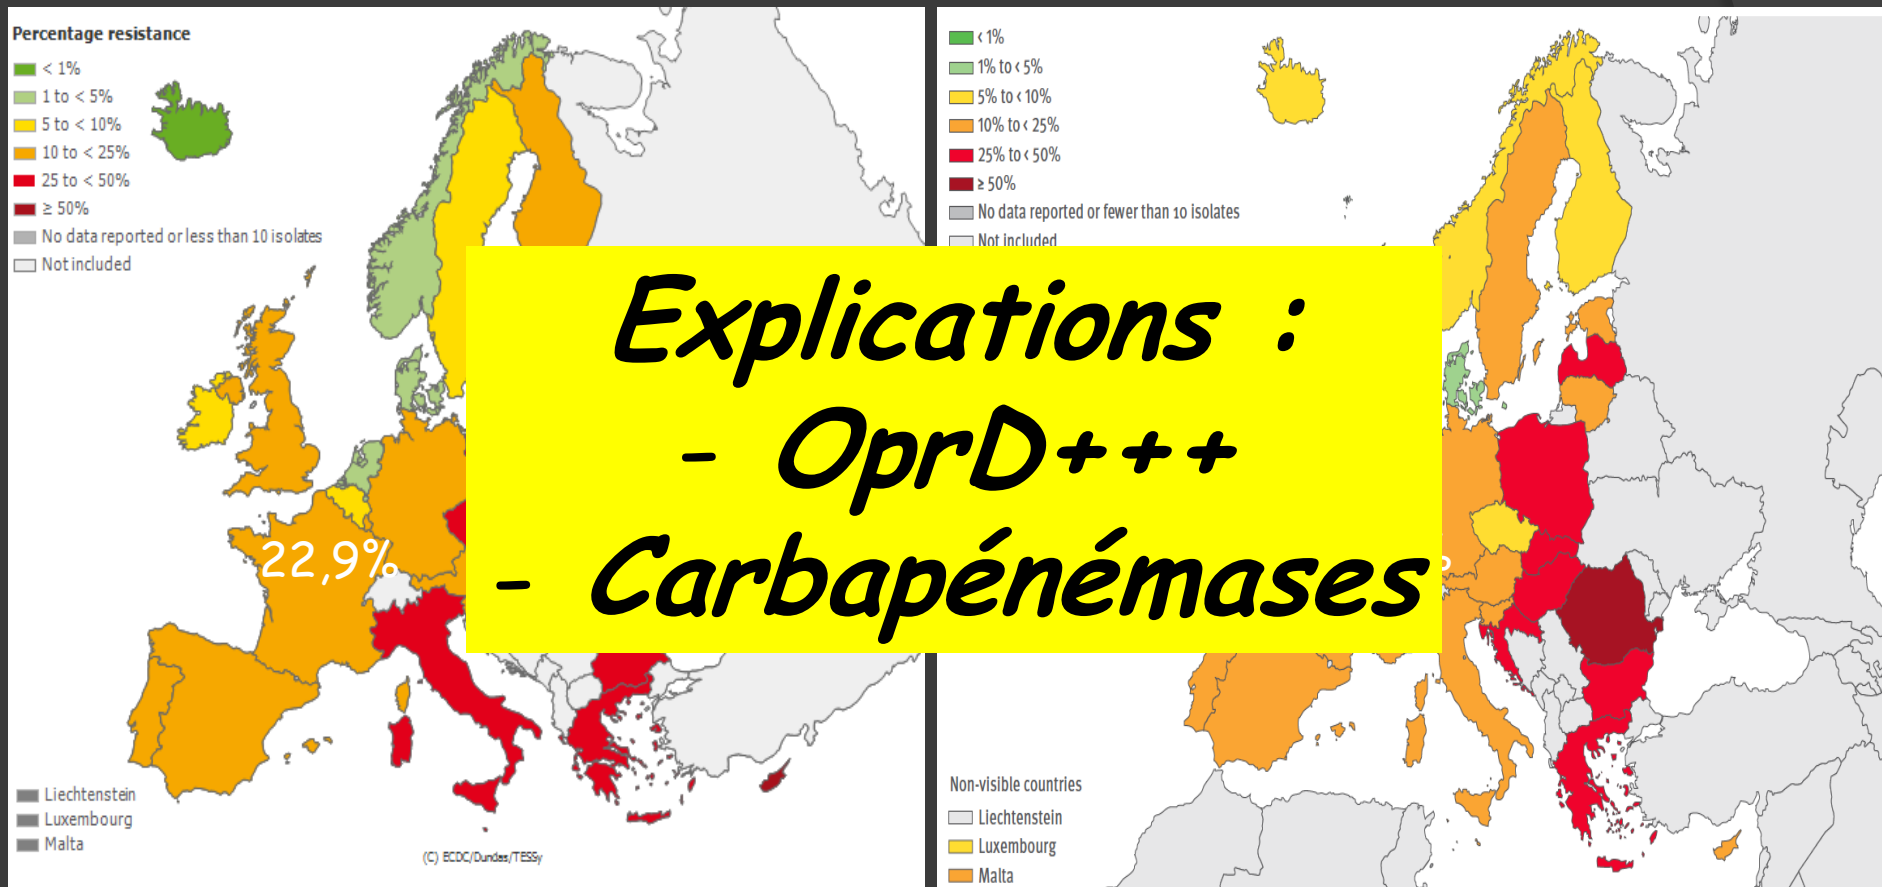 Percentage resistance
< 1%
1 to < 5%
5 to < 10%
10 to < 25%
25 to < 50%
≥ 50%
No data reported or less than 10 isolates
Not included
22,9%
Liechtenstein
Luxembourg
Malta
(C) ECDC/Dundas/TESSy
< 1%
1% to < 5%
5% to < 10%
10% to < 25%
25% to < 50%
≥ 50%
No data reported or fewer than 10 isolates
Not included
Explications :
- OprD+++
- Carbapénémases
Non-visible countries
Liechtenstein
Luxembourg
Malta